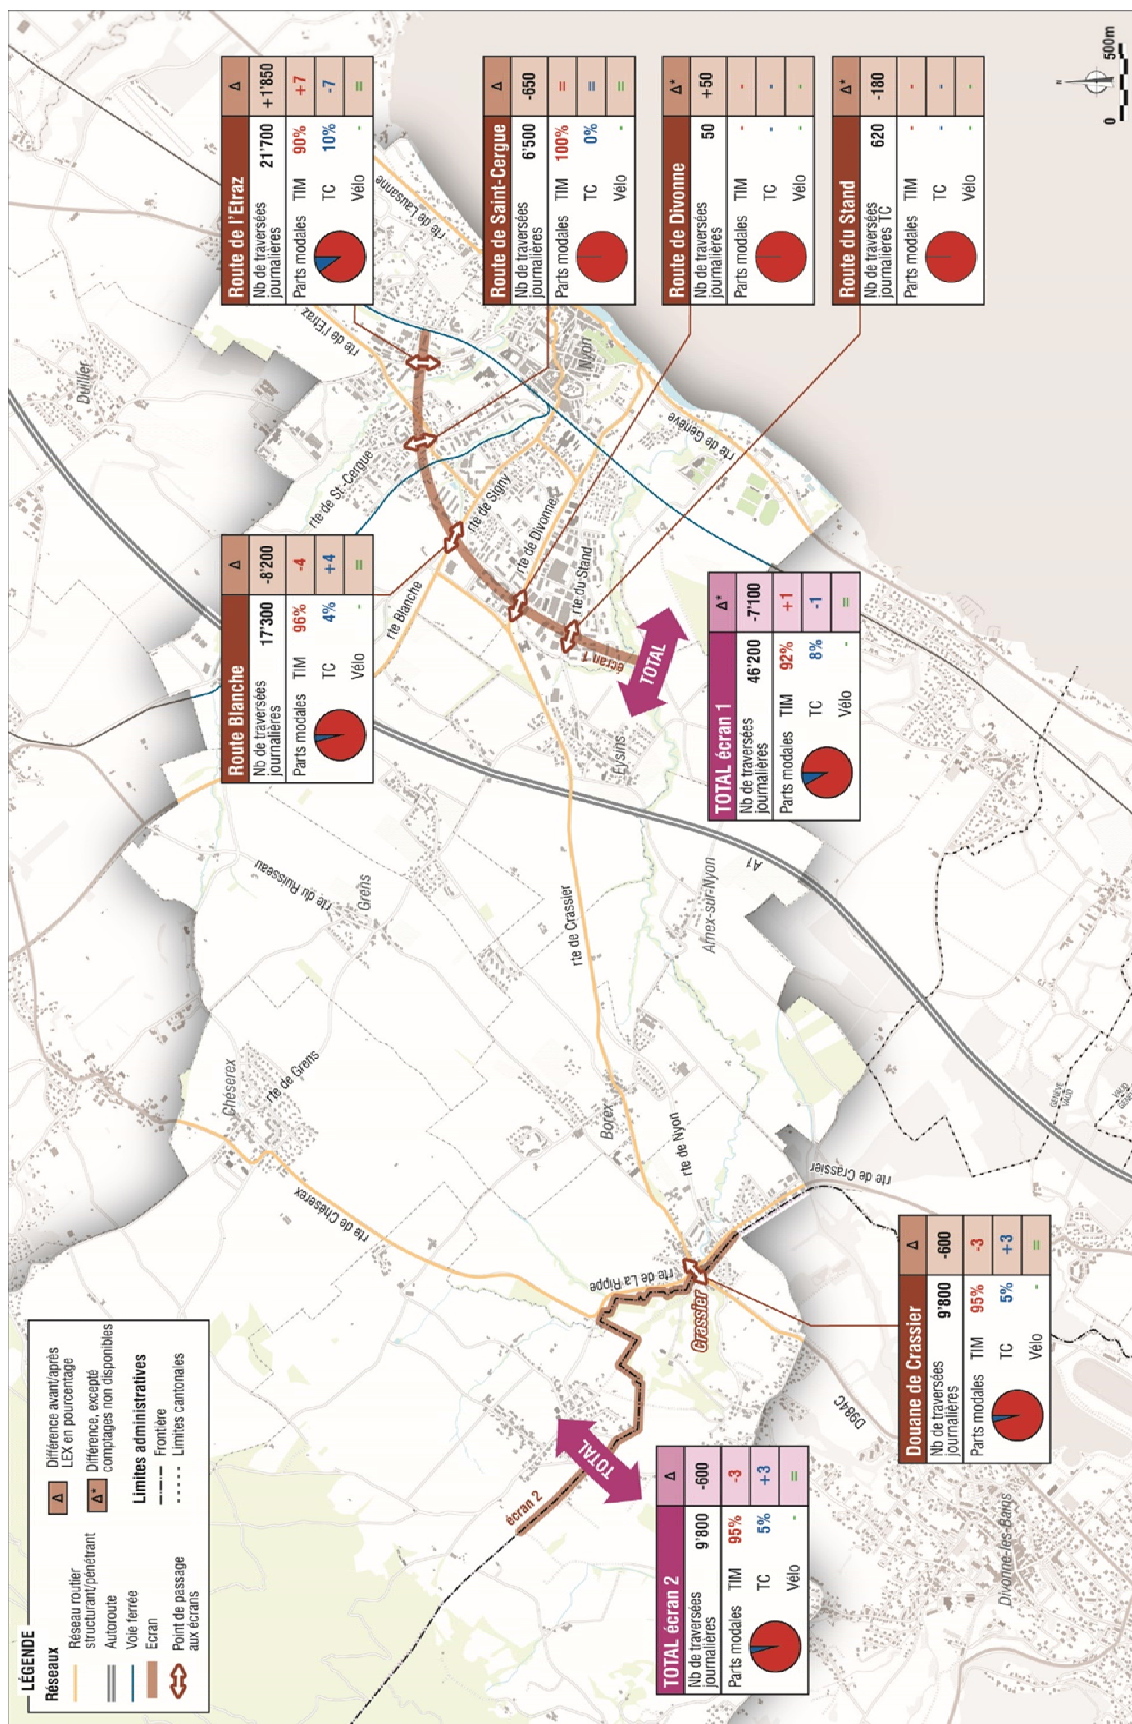 LÉGENDE
Réseaux
Réseau routier
structurant/pénétrant
Autoroute
Voie ferrée
Ecran
Point de passage
aux écrans
Δ
Différence avant/après
LEX en pourcentage
Δ*
Différence, excepté
comptages non disponibles
Limites administratives
Frontière
Limites cantonales
Route Blanche Δ
Nb de traversées
journalières 17'300 -8'200
Parts modales TIM 96% -4
TC 4% +4
Vélo - =
Route de l'Etraz Δ
Nb de traversées
journalières 21'700 +1'850
Parts modales TIM 90% +7
TC 10% -7
Vélo - =
Route de Saint-Cergue Δ
Nb de traversées
journalières 6'500 -650
Parts modales TIM 100% =
TC 0% =
Vélo - =
Route de Divonne Δ*
Nb de traversées
journalières 50 +50
Parts modales TIM - -
TC - -
Vélo - -
Route du Stand Δ*
Nb de traversées
journalières TC 620 -180
Parts modales TIM - -
TC - -
Vélo - -
TOTAL écran 1 Δ*
Nb de traversées
journalières 46'200 -7'100
Parts modales TIM 92% +1
TC 8% -1
Vélo - =
TOTAL écran 2 Δ
Nb de traversées
journalières 9'800 -600
Parts modales TIM 95% -3
TC 5% +3
Vélo - =
Douane de Crassier Δ
Nb de traversées
journalières 9'800 -600
Parts modales TIM 95% -3
TC 5% +3
Vélo - =
écran 2
TOTAL
écran 1
TOTAL
Crassier
rte de La Rippe
rte de Chéserex
Chéserex
rte de Grens
Grens
rte du Ruisseau
Borex
rte de Nyon
rte de Crassier
rte de Crassier
D984C
Divonne-les-Bains
Arnex-sur-Nyon
A1
Eysins
rte Blanche
rte de Signy
rte de Divonne
rte du Stand
rte de St-Cergue
rte de l'Etraz
rte de Lausanne
rte de Genève
Nyon
Duillier
GENÈVE
VAUD
N
0 500m